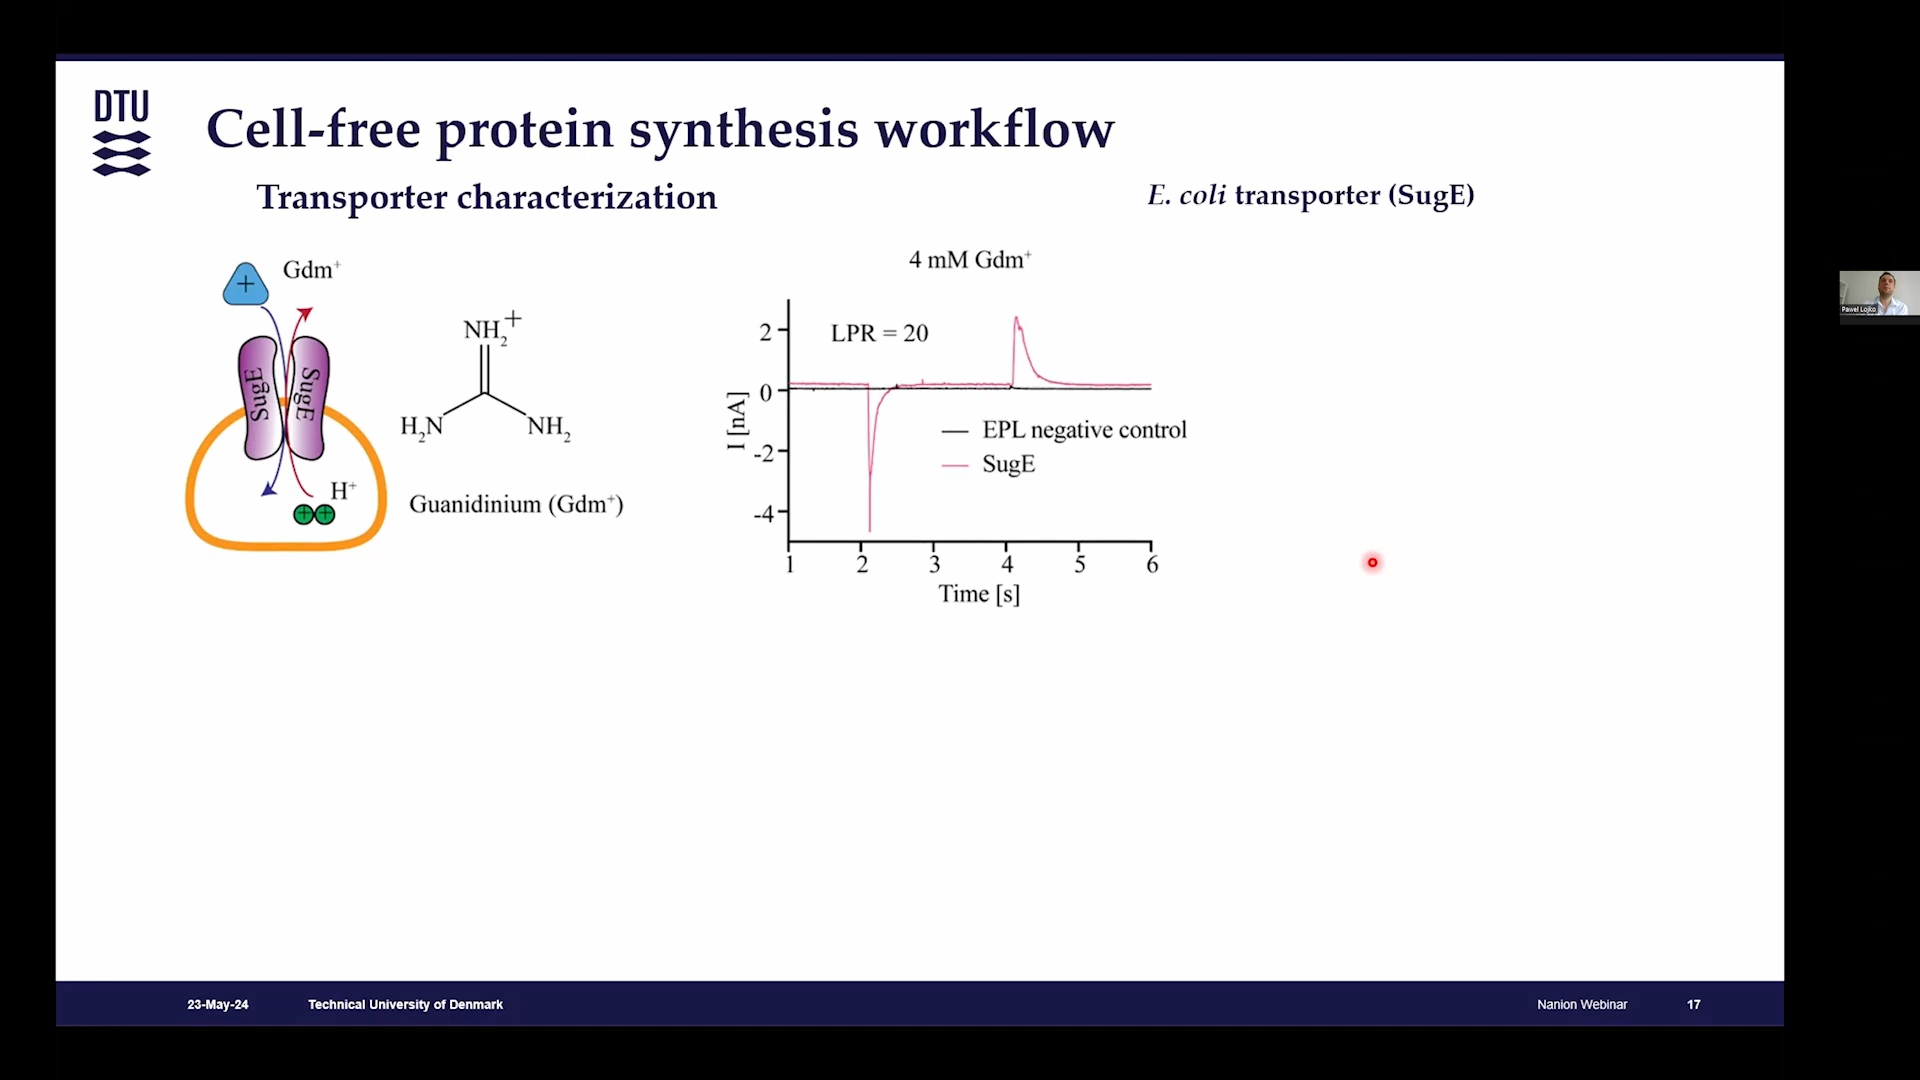 DTU
Cell-free protein synthesis workflow
Transporter characterization
E. coli transporter (SugE)
Gdm⁺
+
SugE
SugE
H⁺
+ +
NH₂⁺
H₂N
NH₂
Guanidinium (Gdm⁺)
4 mM Gdm⁺
LPR = 20
I [nA]
2
0
-2
-4
EPL negative control
SugE
1 2 3 4 5 6
Time [s]
Pawel Lojko
23-May-24
Technical University of Denmark
Nanion Webinar
17